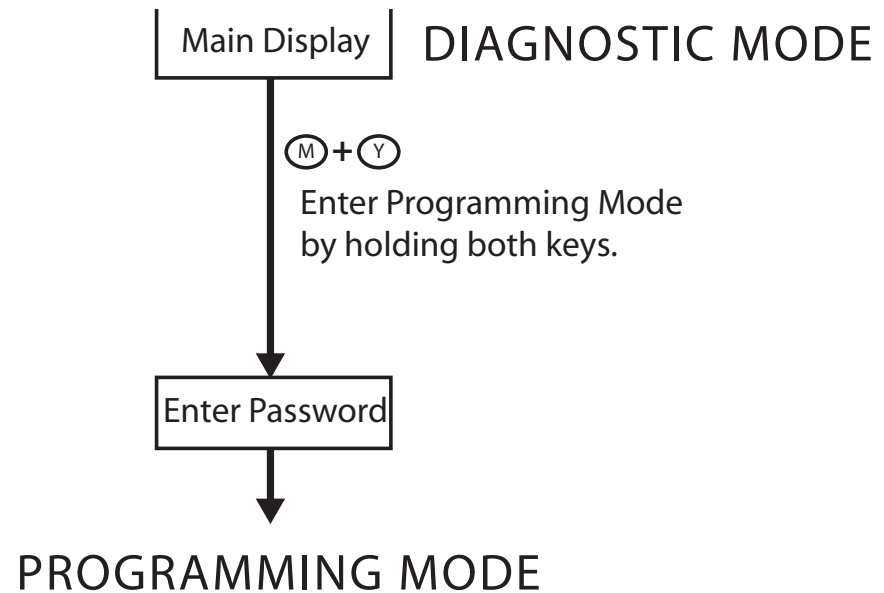 Main Display
DIAGNOSTIC MODE
M + Y
Enter Programming Mode
by holding both keys.
Enter Password
PROGRAMMING MODE